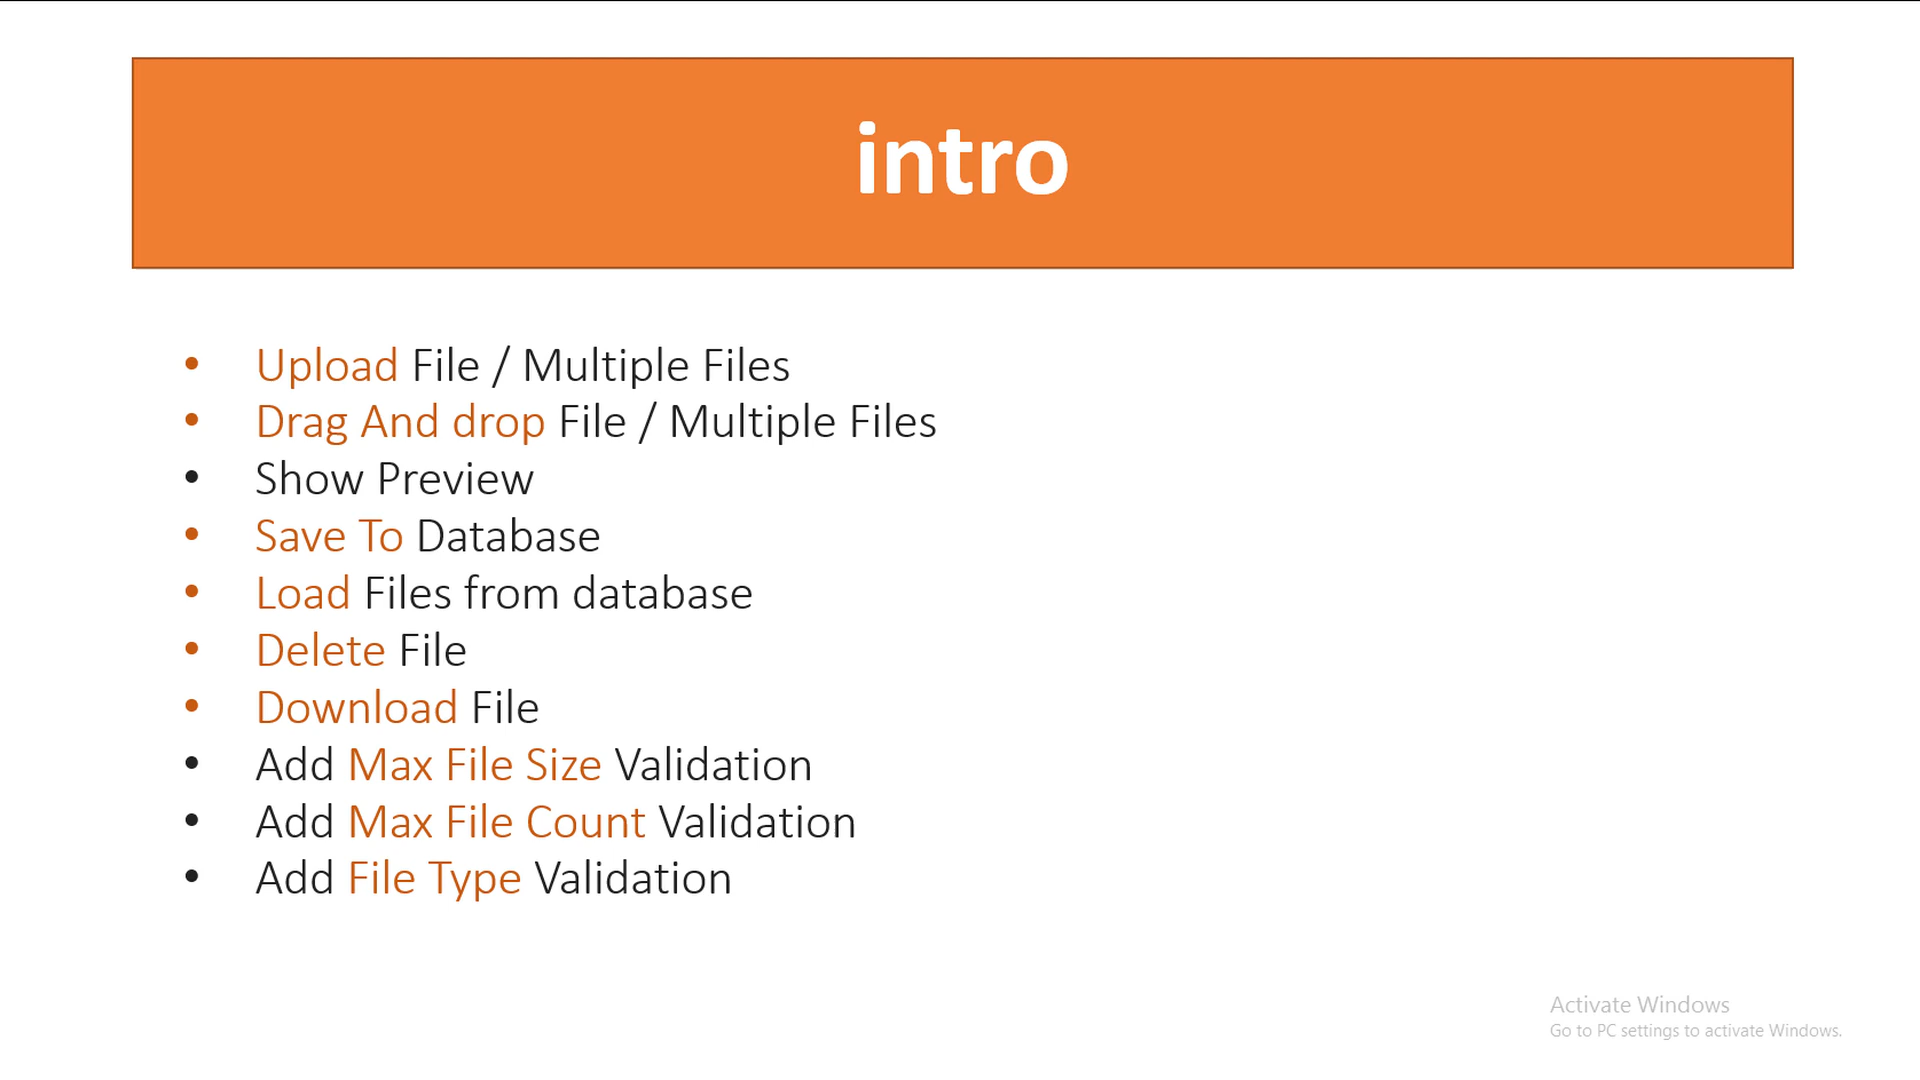 intro
• Upload File / Multiple Files
• Drag And drop File / Multiple Files
• Show Preview
• Save To Database
• Load Files from database
• Delete File
• Download File
• Add Max File Size Validation
• Add Max File Count Validation
• Add File Type Validation
Activate Windows
Go to PC settings to activate Windows.